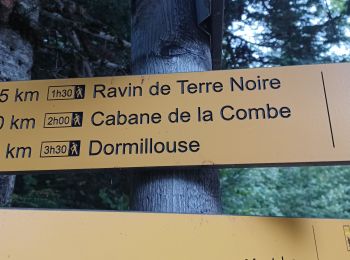 5 km 1h30 Ravin de Terre Noire
0 km 2h00 Cabane de la Combe
km 3h30 Dormillouse